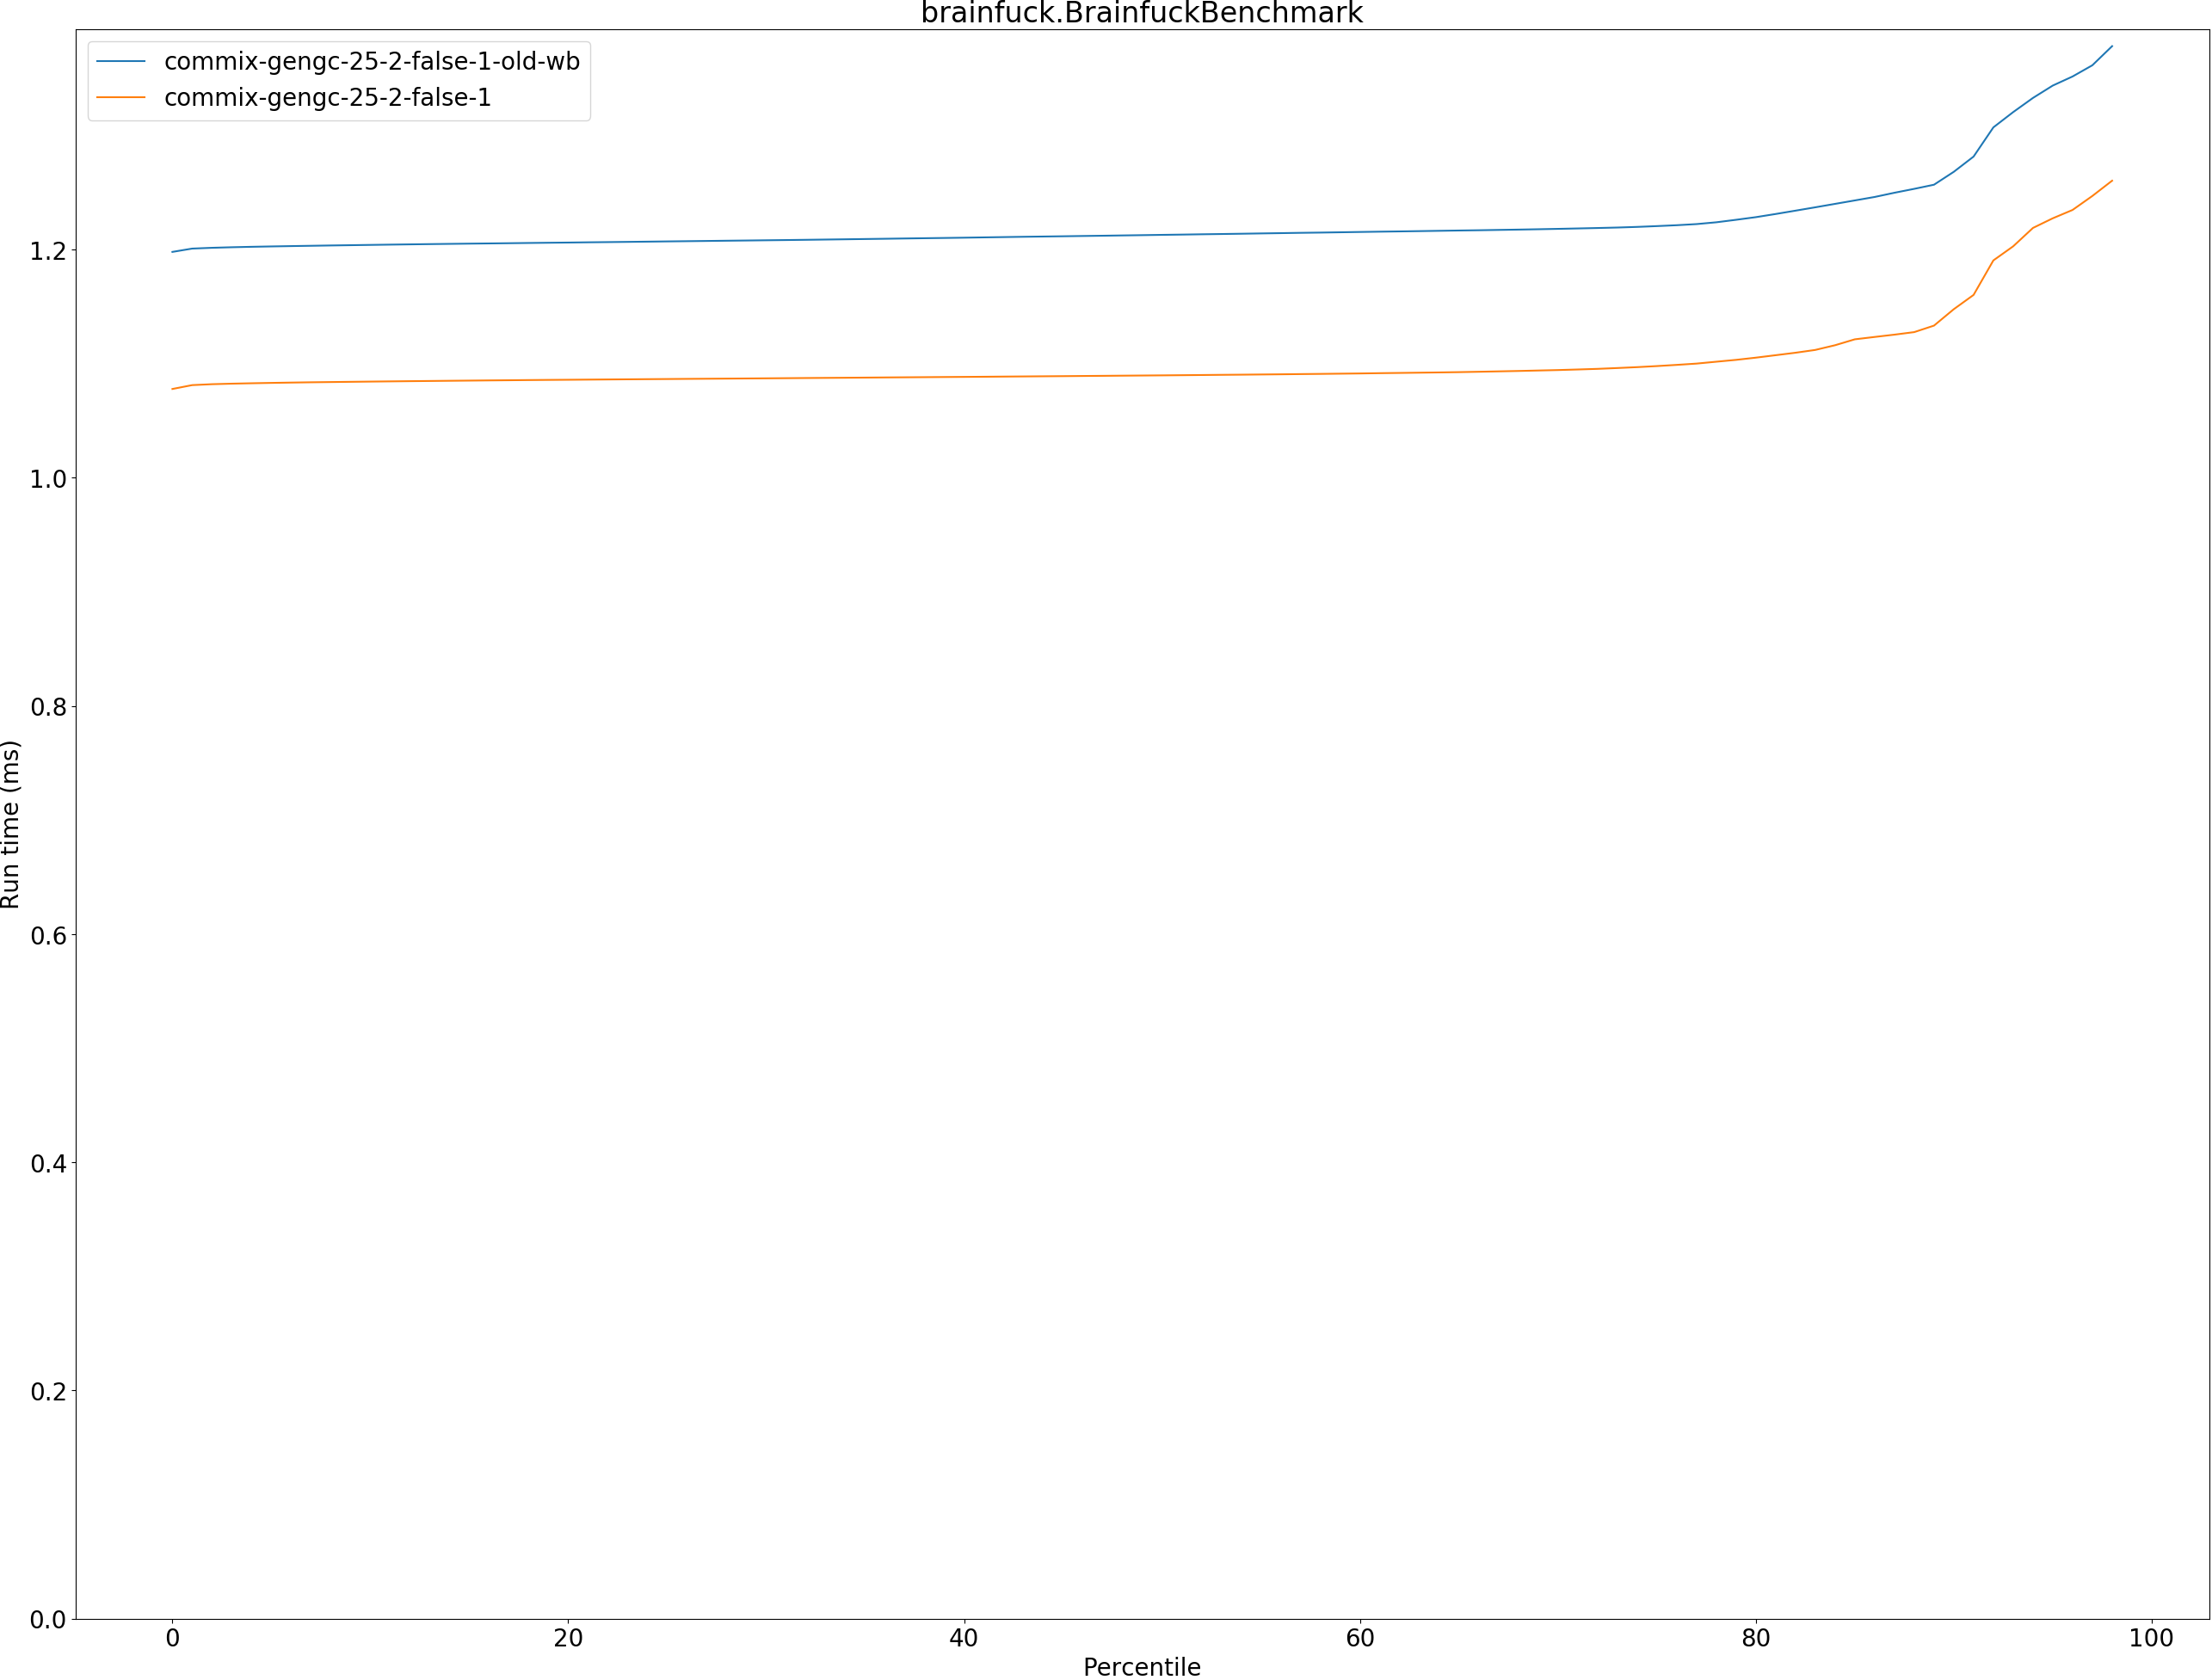 brainfuck.BrainfuckBenchmark
commix-gengc-25-2-false-1-old-wb
commix-gengc-25-2-false-1
Run time (ms)
1.2
1.0
0.8
0.6
0.4
0.2
0.0
0 20 40 60 80 100
Percentile